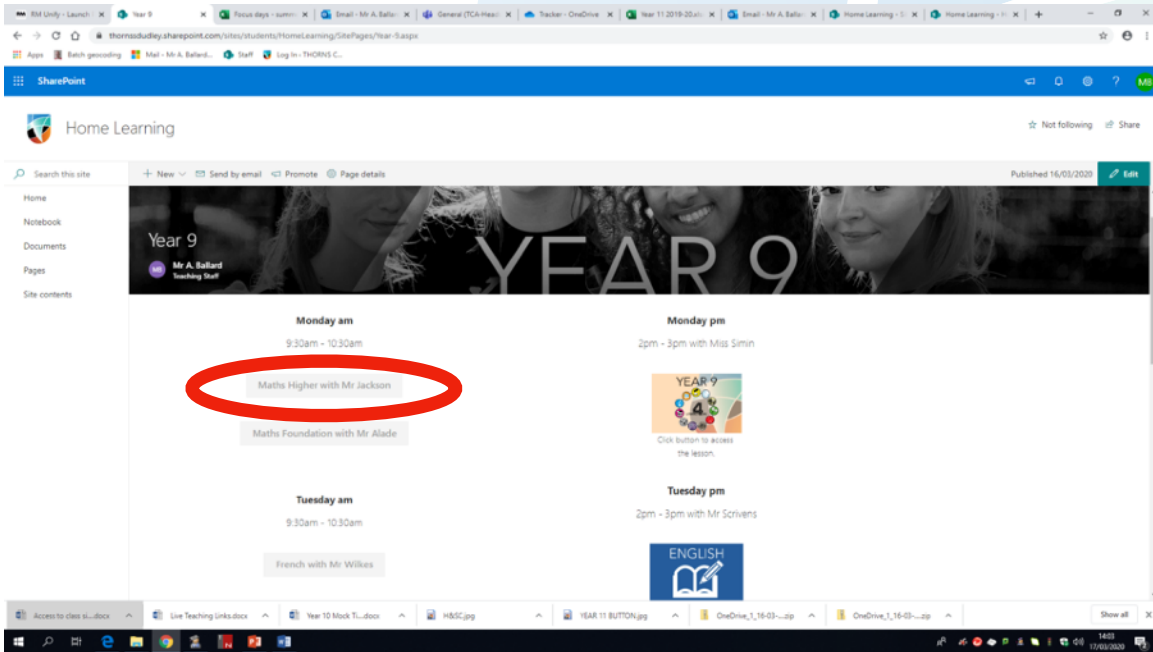 RM Unify - Launch
Year 9
Focus days - summ
Email - Mr A. Balla
General (TCA-Head
Tracker - OneDrive
Year 11 2019-20.xl
Email - Mr A. Balla
Home Learning - S
Home Learning - H
thornsdudley.sharepoint.com/sites/students/HomeLearning/SitePages/Year-9.aspx
Apps
Batch geocoding
Mail - Mr A. Ballard...
Staff
Log In - THORNS C...
SharePoint
?
MB
Home Learning
Not following
Share
Search this site
+ New
Send by email
Promote
Page details
Published 16/03/2020
Edit
Home
Notebook
Documents
Pages
Site contents
Year 9
MB
Mr A. Ballard
Teaching Staff
YEAR 9
Monday am
9:30am - 10:30am
Maths Higher with Mr Jackson
Maths Foundation with Mr Alade
Monday pm
2pm - 3pm with Miss Simin
YEAR 9
4
Click button to access
the lesson.
Tuesday am
9:30am - 10:30am
French with Mr Wilkes
Tuesday pm
2pm - 3pm with Mr Scrivens
ENGLISH
Access to class si....docx
Live Teaching Links.docx
Year 10 Mock Ti....docx
H&SC.jpg
YEAR 11 BUTTON.jpg
OneDrive_1_16-03-....zip
OneDrive_1_16-03-....zip
Show all
14:03
17/03/2020